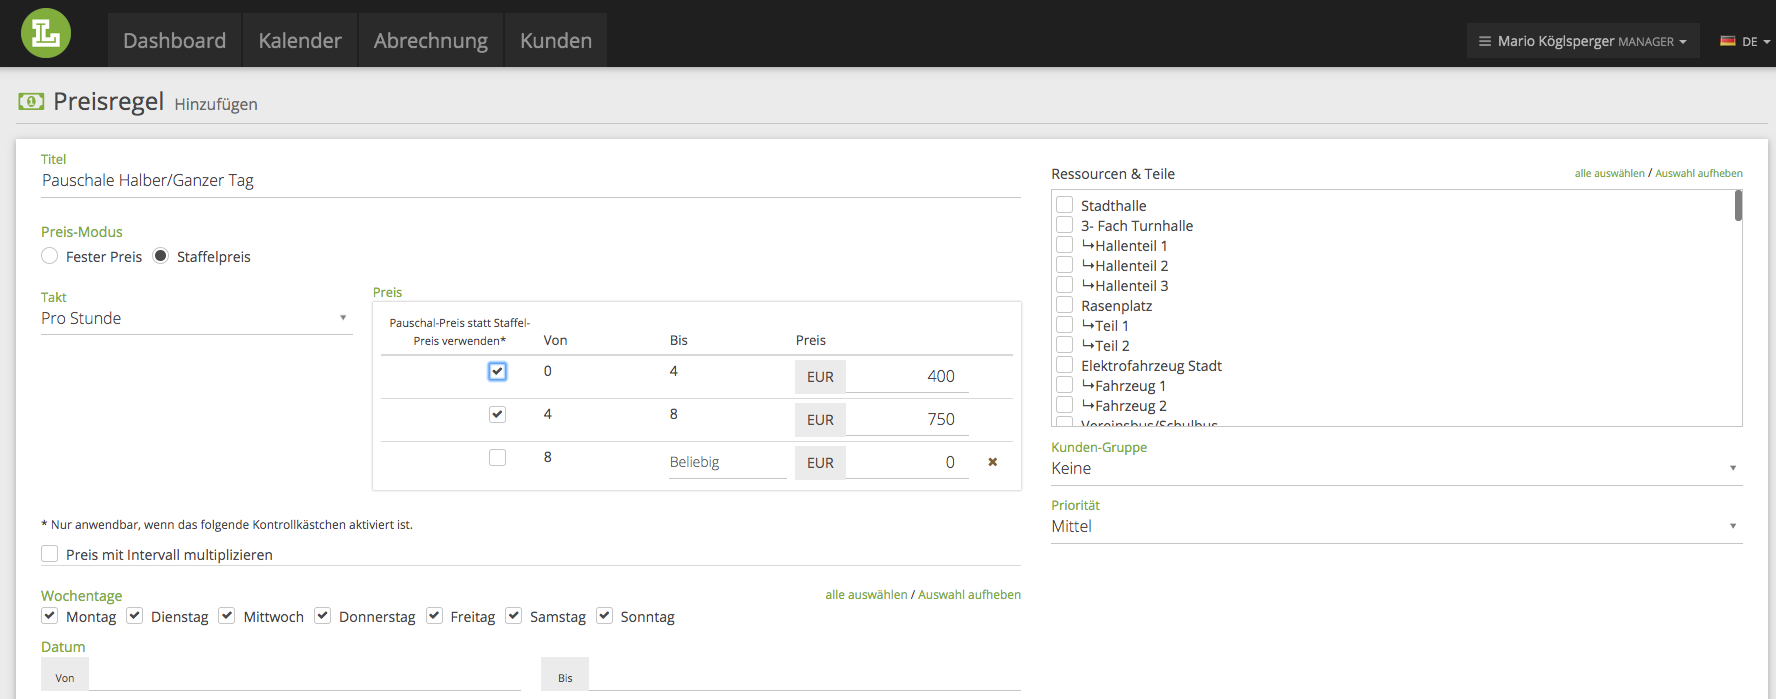 L
Dashboard Kalender Abrechnung Kunden
Mario Köglsperger MANAGER
DE
Preisregel Hinzufügen
Titel
Pauschale Halber/Ganzer Tag
Preis-Modus
Fester Preis Staffelpreis
Takt
Pro Stunde
Preis
Pauschal-Preis statt Staffel-
Preis verwenden* Von Bis Preis
0 4 EUR 400
4 8 EUR 750
8 Beliebig EUR 0
* Nur anwendbar, wenn das folgende Kontrollkästchen aktiviert ist.
Preis mit Intervall multiplizieren
Wochentage alle auswählen / Auswahl aufheben
Montag Dienstag Mittwoch Donnerstag Freitag Samstag Sonntag
Datum
Von Bis
Ressourcen & Teile alle auswählen / Auswahl aufheben
Stadthalle
3- Fach Turnhalle
↳Hallenteil 1
↳Hallenteil 2
↳Hallenteil 3
Rasenplatz
↳Teil 1
↳Teil 2
Elektrofahrzeug Stadt
↳Fahrzeug 1
↳Fahrzeug 2
Vereinsbus/Schulbus
Kunden-Gruppe
Keine
Priorität
Mittel